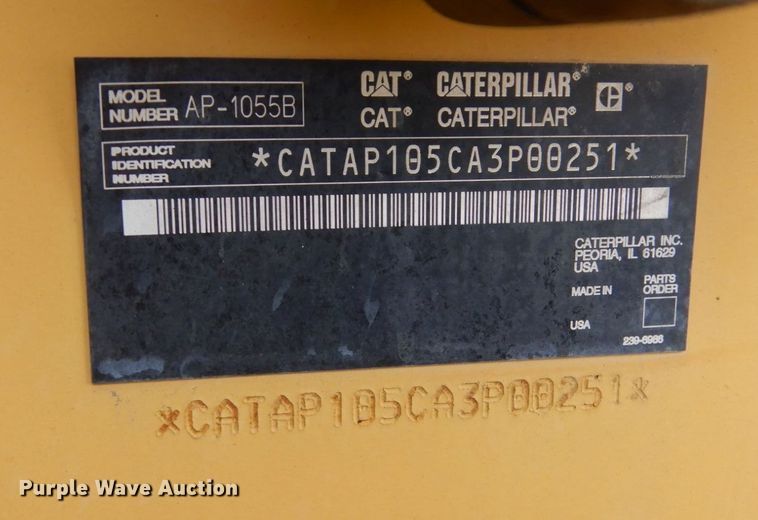 MODEL NUMBER AP-1055B
CAT® CATERPILLAR® C®
CAT® CATERPILLAR®
PRODUCT IDENTIFICATION NUMBER *CATAP105CA3P00251*
CATERPILLAR INC.
PEORIA, IL 61629
USA
MADE IN
PARTS ORDER
USA
239-6986
*CATAP105CA3P00251*
Purple Wave Auction